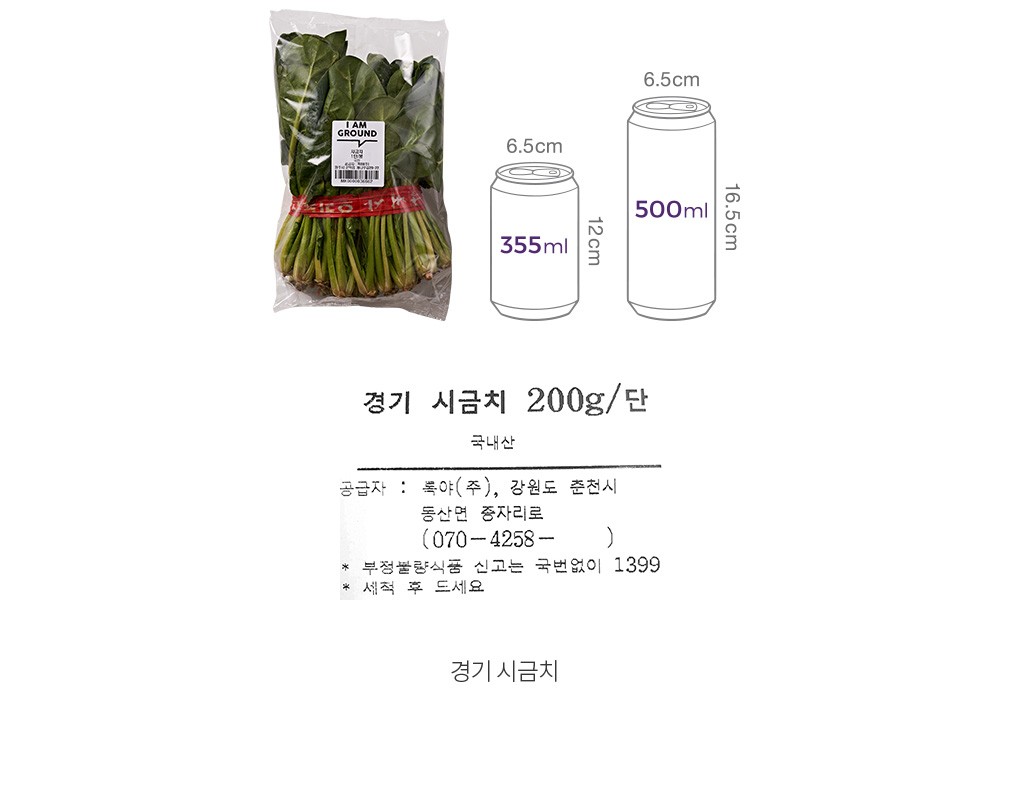 I AM
GROUND
6.5cm
6.5cm
355ml
12cm
500ml
16.5cm
경기 시금치 200g/단
국내산
공급자 : 록야(주), 강원도 춘천시
동산면 종자리로
(070-4258- )
* 부정불량식품 신고는 국번없이 1399
* 세척 후 드세요
경기 시금치